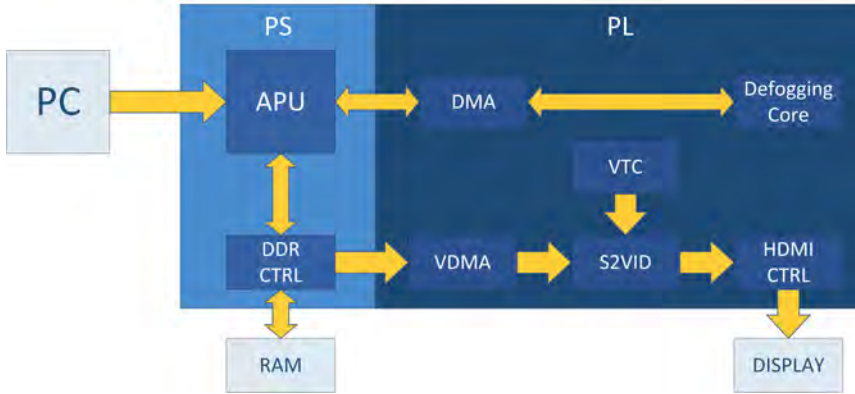 PS
PL
PC
APU
DMA
Defogging
Core
VTC
DDR
CTRL
VDMA
S2VID
HDMI
CTRL
RAM
DISPLAY